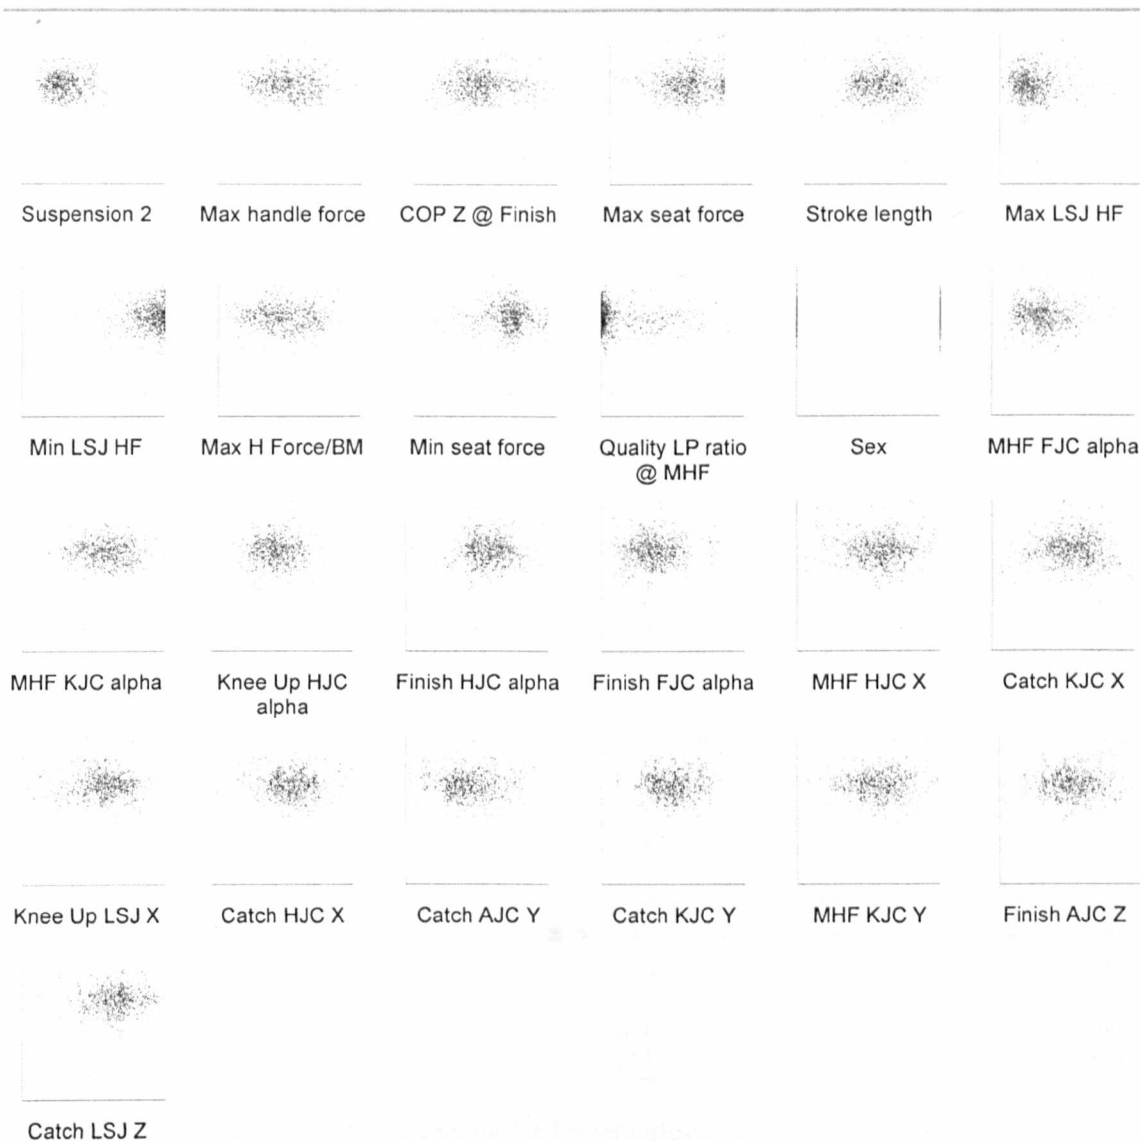 Suspension 2 Max handle force COP Z @ Finish Max seat force Stroke length Max LSJ HF
Min LSJ HF Max H Force/BM Min seat force Quality LP ratio Sex MHF FJC alpha
@ MHF
MHF KJC alpha Knee Up HJC Finish HJC alpha Finish FJC alpha MHF HJC X Catch KJC X
alpha
Knee Up LSJ X Catch HJC X Catch AJC Y Catch KJC Y MHF KJC Y Finish AJC Z
Catch LSJ Z